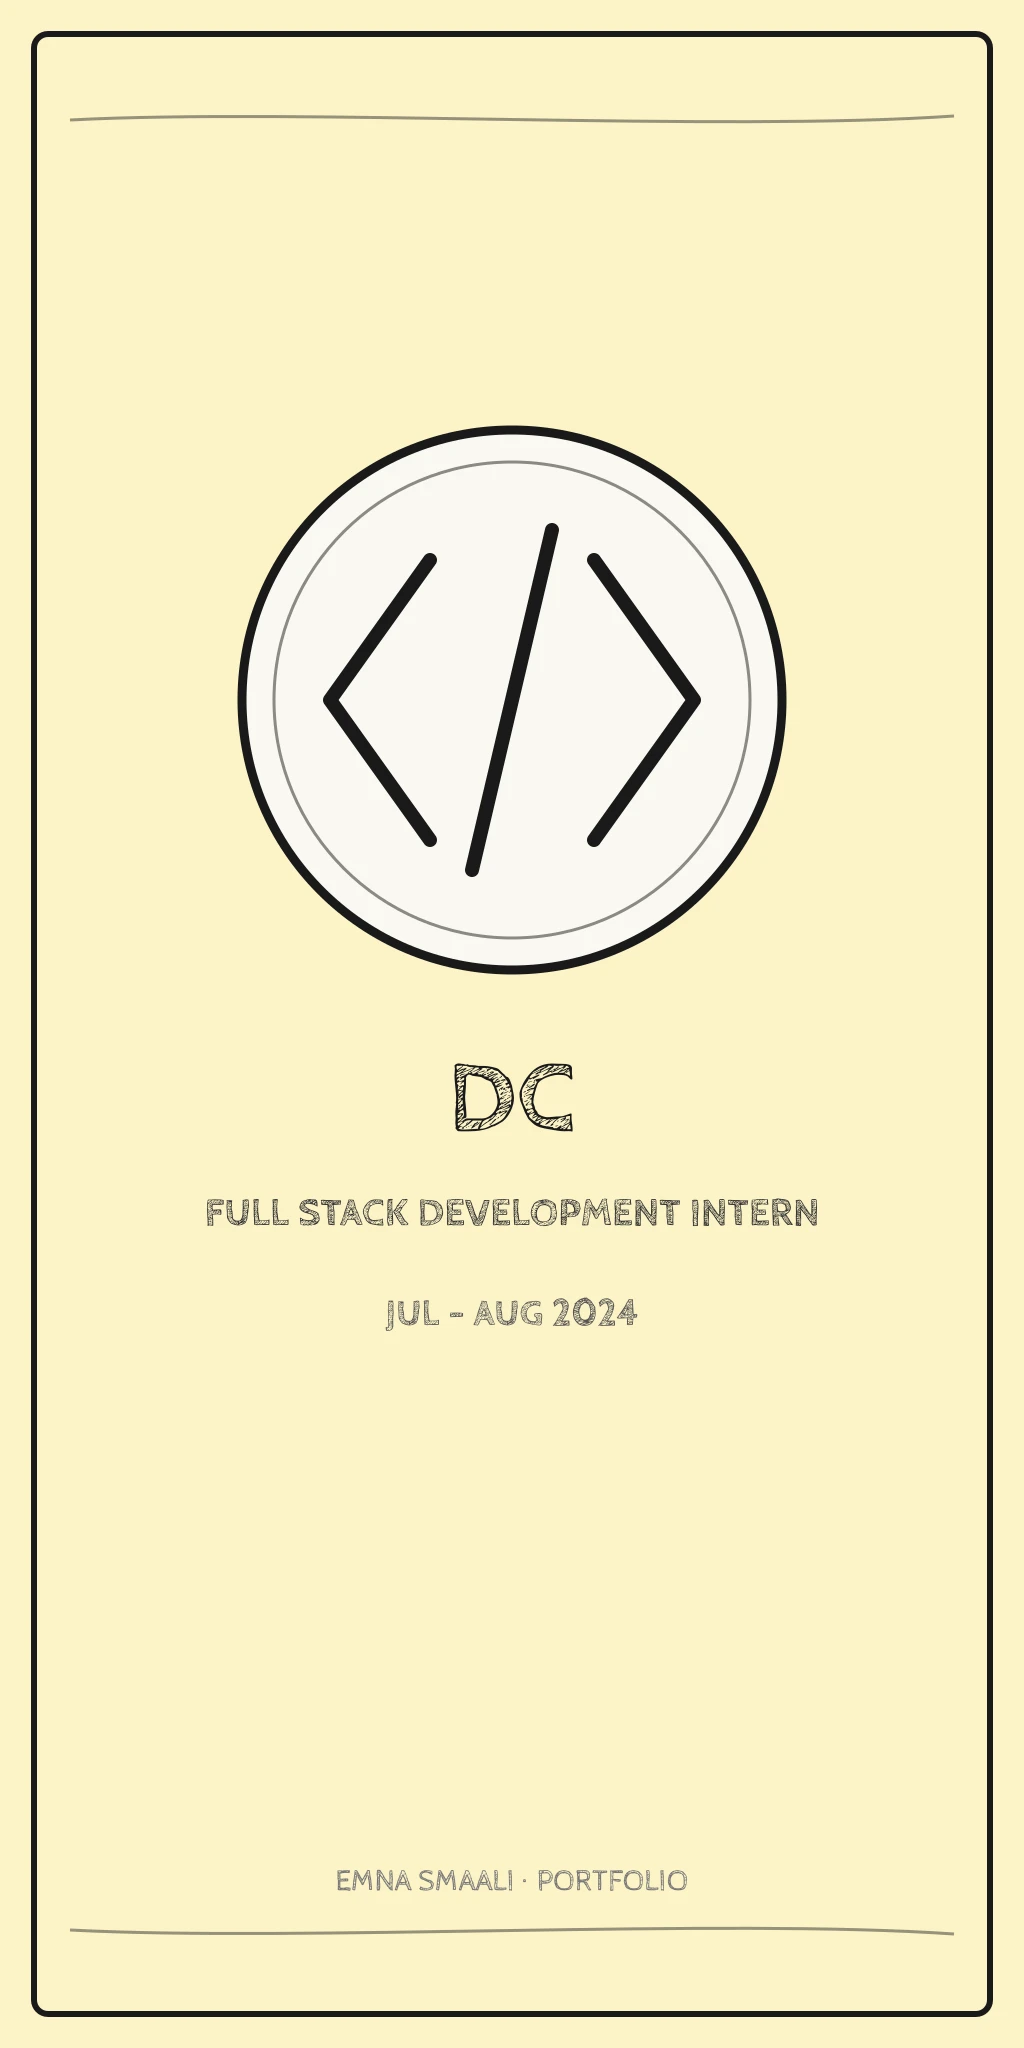 </>
DC
FULL STACK DEVELOPMENT INTERN
JUL – AUG 2024
EMNA SMAALI · PORTFOLIO